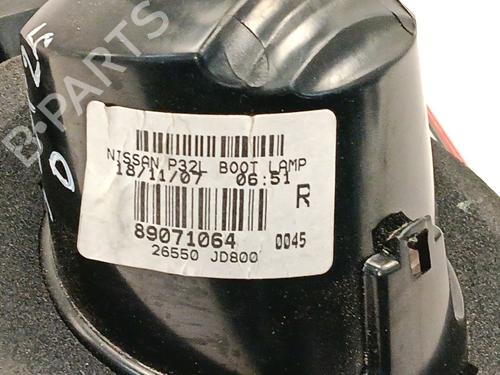 B-PARTS
NISSAN P32L BOOT LAMP
18/11/07 06:51
R
89071064 0045
26550 JD800